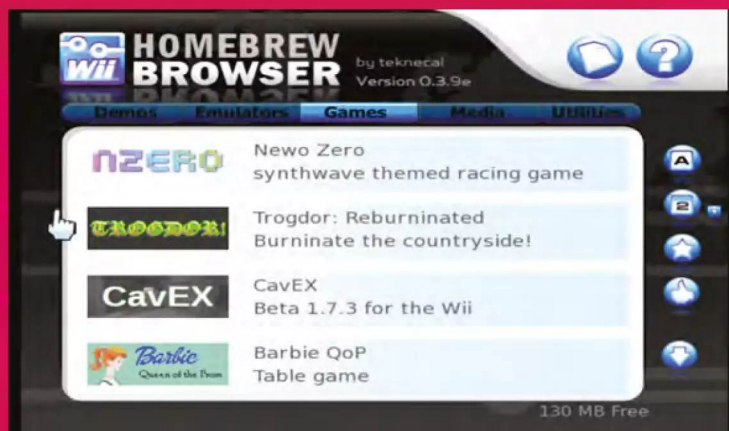 Wii HOMEBREW
BROWSER
by teknecal
Version 0.3.9e
Demos Emulators Games Media Utilities
NZERO
Newo Zero
synthwave themed racing game
TROGDOR!
Trogdor: Reburninated
Burninate the countryside!
CavEX
CavEX
Beta 1.7.3 for the Wii
Barbie
Queen of the Prom
Barbie QoP
Table game
A
2
?
130 MB Free